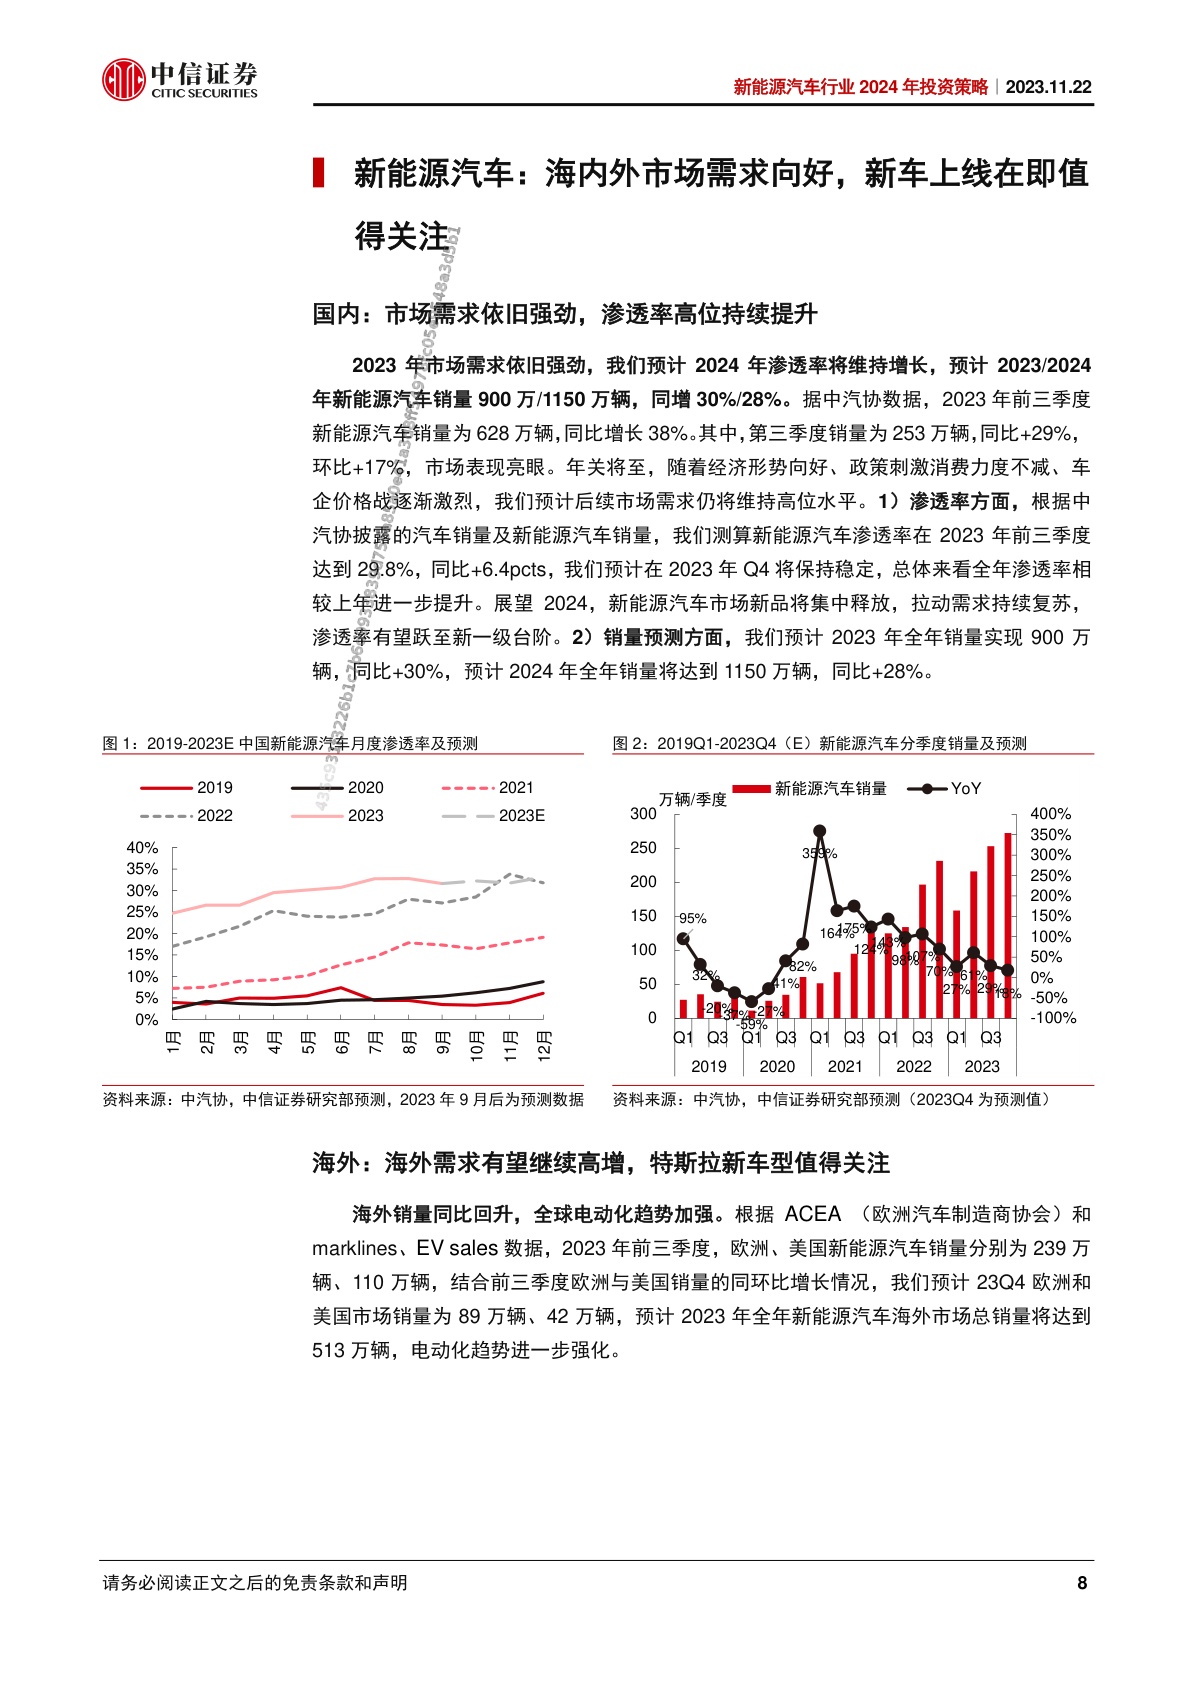 中信证券
CITIC SECURITIES
新能源汽车行业 2024 年投资策略｜2023.11.22
新能源汽车：海内外市场需求向好，新车上线在即值
得关注
国内：市场需求依旧强劲，渗透率高位持续提升
2023 年市场需求依旧强劲，我们预计 2024 年渗透率将维持增长，预计 2023/2024
年新能源汽车销量 900 万/1150 万辆，同增 30%/28%。据中汽协数据，2023 年前三季度
新能源汽车销量为 628 万辆，同比增长 38%。其中，第三季度销量为 253 万辆，同比+29%，
环比+17%，市场表现亮眼。年关将至，随着经济形势向好、政策刺激消费力度不减、车
企价格战逐渐激烈，我们预计后续市场需求仍将维持高位水平。1）渗透率方面，根据中
汽协披露的汽车销量及新能源汽车销量，我们测算新能源汽车渗透率在 2023 年前三季度
达到 29.8%，同比+6.4pcts，我们预计在 2023 年 Q4 将保持稳定，总体来看全年渗透率相
较上年进一步提升。展望 2024，新能源汽车市场新品将集中释放，拉动需求持续复苏，
渗透率有望跃至新一级台阶。2）销量预测方面，我们预计 2023 年全年销量实现 900 万
辆，同比+30%，预计 2024 年全年销量将达到 1150 万辆，同比+28%。
图 1：2019-2023E 中国新能源汽车月度渗透率及预测
2019 2020 2021
2022 2023 2023E
40%
35%
30%
25%
20%
15%
10%
5%
0%
1月 2月 3月 4月 5月 6月 7月 8月 9月 10月 11月 12月
资料来源：中汽协，中信证券研究部预测，2023 年 9 月后为预测数据
图 2：2019Q1-2023Q4（E）新能源汽车分季度销量及预测
万辆/季度 新能源汽车销量 YoY
300 400%
350%
250 300%
250%
200 200%
150 150%
100 100%
50%
50 0%
-50%
0 -100%
95% 32% -20% -37% -59% -27% 41% 82% 359% 164% 175% 124% 143% 98% 107% 70% 27% 61% 29% 18%
Q1 Q3 Q1 Q3 Q1 Q3 Q1 Q3 Q1 Q3
2019 2020 2021 2022 2023
资料来源：中汽协，中信证券研究部预测（2023Q4 为预测值）
海外：海外需求有望继续高增，特斯拉新车型值得关注
海外销量同比回升，全球电动化趋势加强。根据 ACEA （欧洲汽车制造商协会）和
marklines、EV sales 数据，2023 年前三季度，欧洲、美国新能源汽车销量分别为 239 万
辆、110 万辆，结合前三季度欧洲与美国销量的同环比增长情况，我们预计 23Q4 欧洲和
美国市场销量为 89 万辆、42 万辆，预计 2023 年全年新能源汽车海外市场总销量将达到
513 万辆，电动化趋势进一步强化。
请务必阅读正文之后的免责条款和声明 8